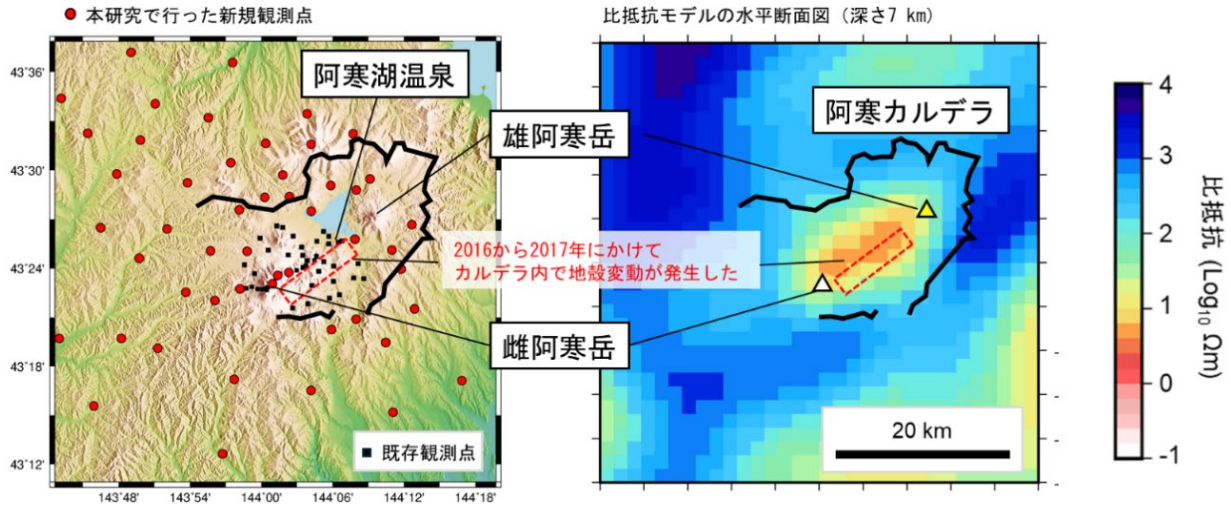 本研究で行った新規観測点
比抵抗モデルの水平断面図（深さ7 km）
43°36'
43°30'
43°24'
43°18'
43°12'
143°48'
143°54'
144°00'
144°06'
144°12'
144°18'
阿寒湖温泉
雄阿寒岳
阿寒カルデラ
2016から2017年にかけて
カルデラ内で地殻変動が発生した
雌阿寒岳
既存観測点
20 km
4
3
2
1
0
-1
比抵抗 (Log10 Ωm)